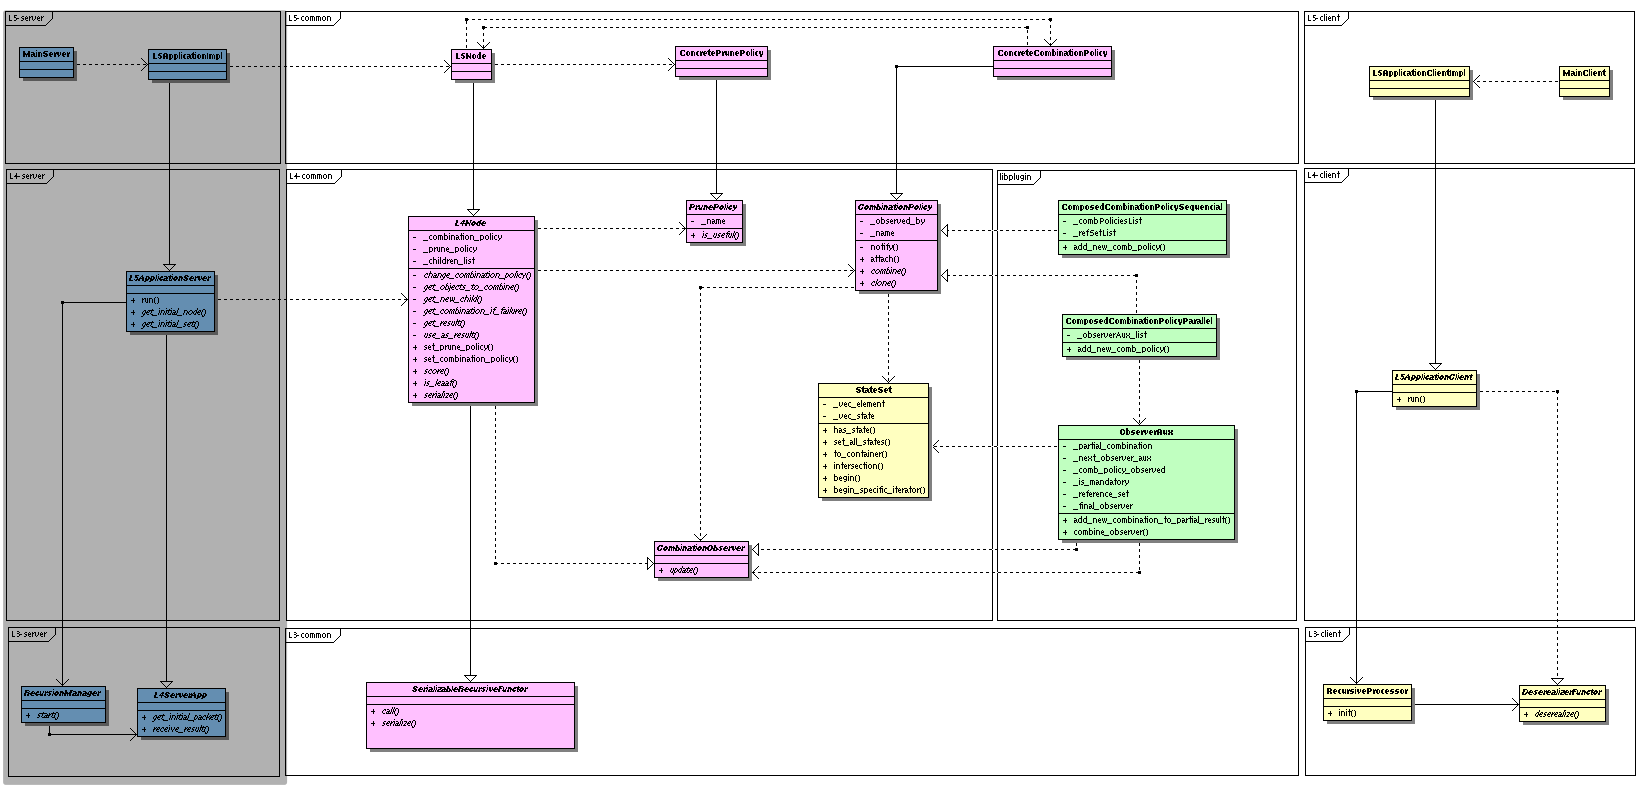 L5-server
L5-common
L5-client
MainServer
L5ApplicationImpl
L5Node
ConcretePrunePolicy
ConcreteCombinationPolicy
L5ApplicationClientImpl
MainClient
L4-server
L4-common
libplugin
L4-client
L5ApplicationServer
+ run()
+ get_initial_node()
+ get_initial_set()
L4Node
- _combination_policy
- _prune_policy
- _children_list
- change_combination_policy()
- get_objects_to_combine()
- get_new_child()
- get_combination_if_failure()
- get_result()
- use_as_result()
+ set_prune_policy()
+ set_combination_policy()
+ score()
+ is_leaaf()
+ serialize()
PrunePolicy
- _name
+ is_useful()
CombinationPolicy
- _observed_by
- _name
- notify()
+ attach()
+ combine()
+ clone()
StateSet
- _vec_element
- _vec_state
+ has_state()
+ set_all_states()
+ to_container()
+ intersection()
+ begin()
+ begin_specific_iterator()
CombinationObserver
+ update()
ComposedCombinationPolicySequencial
- _combPoliciesList
- _refSetList
+ add_new_comb_policy()
ComposedCombinationPolicyParallel
- _observerAux_list
+ add_new_comb_policy()
ObserverAux
- _partial_combination
- _next_observer_aux
- _comb_policy_observed
- _is_mandatory
- _reference_set
- _final_observer
+ add_new_combination_to_partial_result()
+ combine_observer()
L5ApplicationClient
+ run()
L3-server
L3-common
L3-client
RecursionManager
+ start()
L4ServerApp
+ get_initial_packet()
+ receive_result()
SerializableRecursiveFunctor
+ call()
+ serialize()
RecursiveProcessor
+ init()
DeserealizerFunctor
+ deserealize()